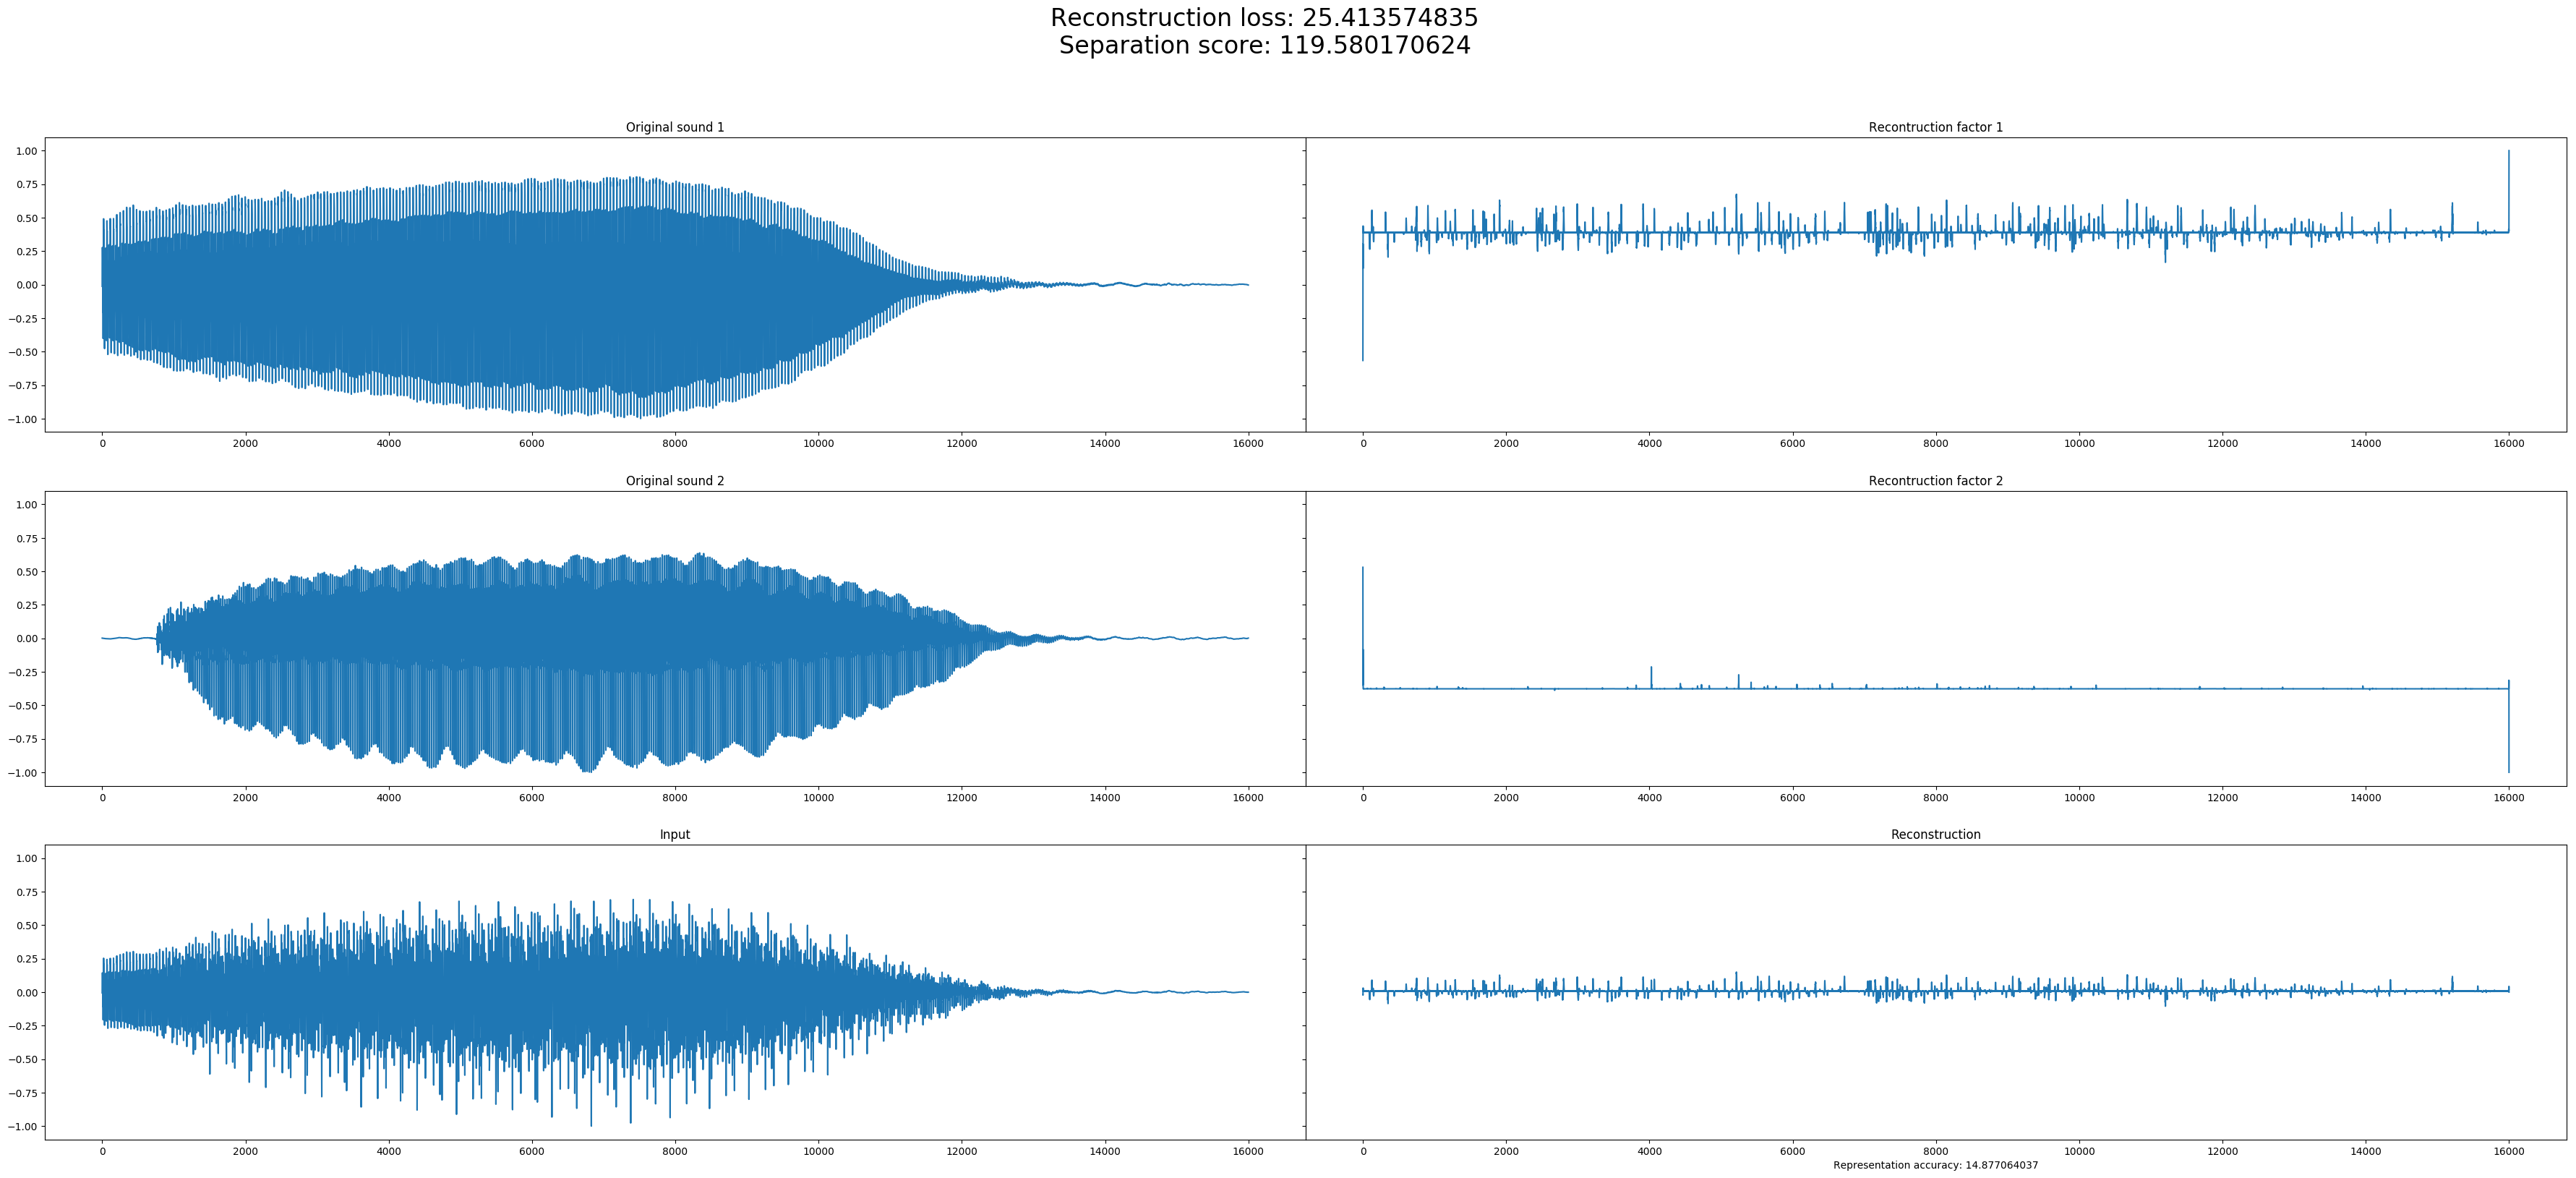 Reconstruction loss: 25.413574835
Separation score: 119.580170624
Original sound 1
Recontruction factor 1
1.00
0.75
0.50
0.25
0.00
−0.25
−0.50
−0.75
−1.00
0 2000 4000 6000 8000 10000 12000 14000 16000
0 2000 4000 6000 8000 10000 12000 14000 16000
Original sound 2
Recontruction factor 2
1.00
0.75
0.50
0.25
0.00
−0.25
−0.50
−0.75
−1.00
0 2000 4000 6000 8000 10000 12000 14000 16000
0 2000 4000 6000 8000 10000 12000 14000 16000
Input
Reconstruction
1.00
0.75
0.50
0.25
0.00
−0.25
−0.50
−0.75
−1.00
0 2000 4000 6000 8000 10000 12000 14000 16000
0 2000 4000 6000 8000 10000 12000 14000 16000
Representation accuracy: 14.877064037